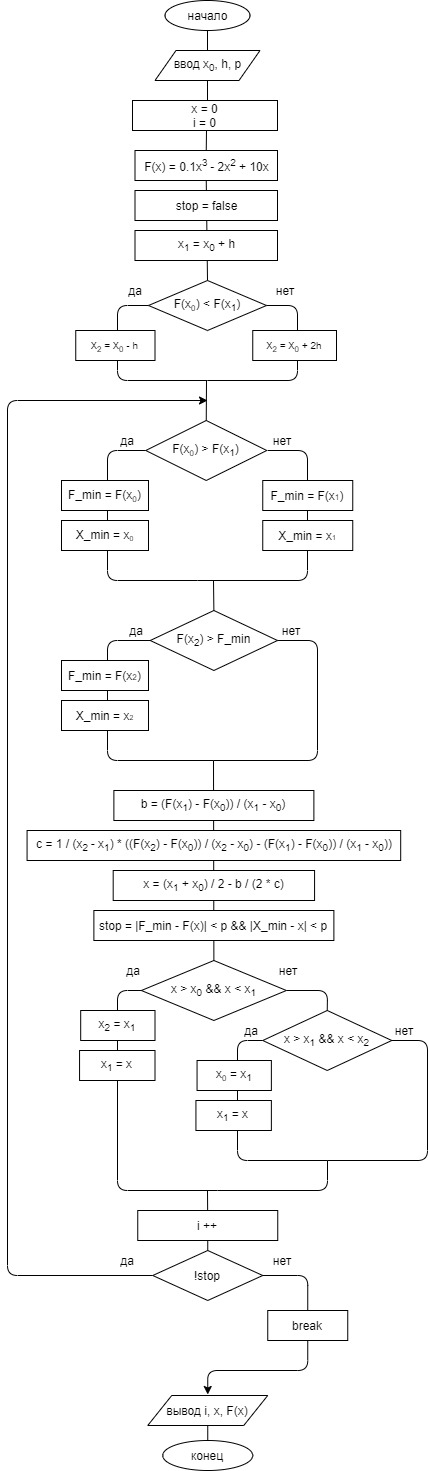 начало
ввод x₀, h, p
x = 0
i = 0
F(x) = 0.1x³ - 2x² + 10x
stop = false
x₁ = x₀ + h
да
нет
F(x₀) < F(x₁)
x₂ = x₀ - h
x₂ = x₀ + 2h
да
нет
F(x₀) > F(x₁)
F_min = F(x₀)
F_min = F(x₁)
X_min = x₀
X_min = x₁
да
нет
F(x₂) > F_min
F_min = F(x₂)
X_min = x₂
b = (F(x₁) - F(x₀)) / (x₁ - x₀)
c = 1 / (x₂ - x₁) * ((F(x₂) - F(x₀)) / (x₂ - x₀) - (F(x₁) - F(x₀)) / (x₁ - x₀))
x = (x₁ + x₀) / 2 - b / (2 * c)
stop = |F_min - F(x)| < p && |X_min - x| < p
да
нет
x > x₀ && x < x₁
x₂ = x₁
x₁ = x
да
нет
x > x₁ && x < x₂
x₀ = x₁
x₁ = x
i ++
да
нет
!stop
break
вывод i, x, F(x)
конец